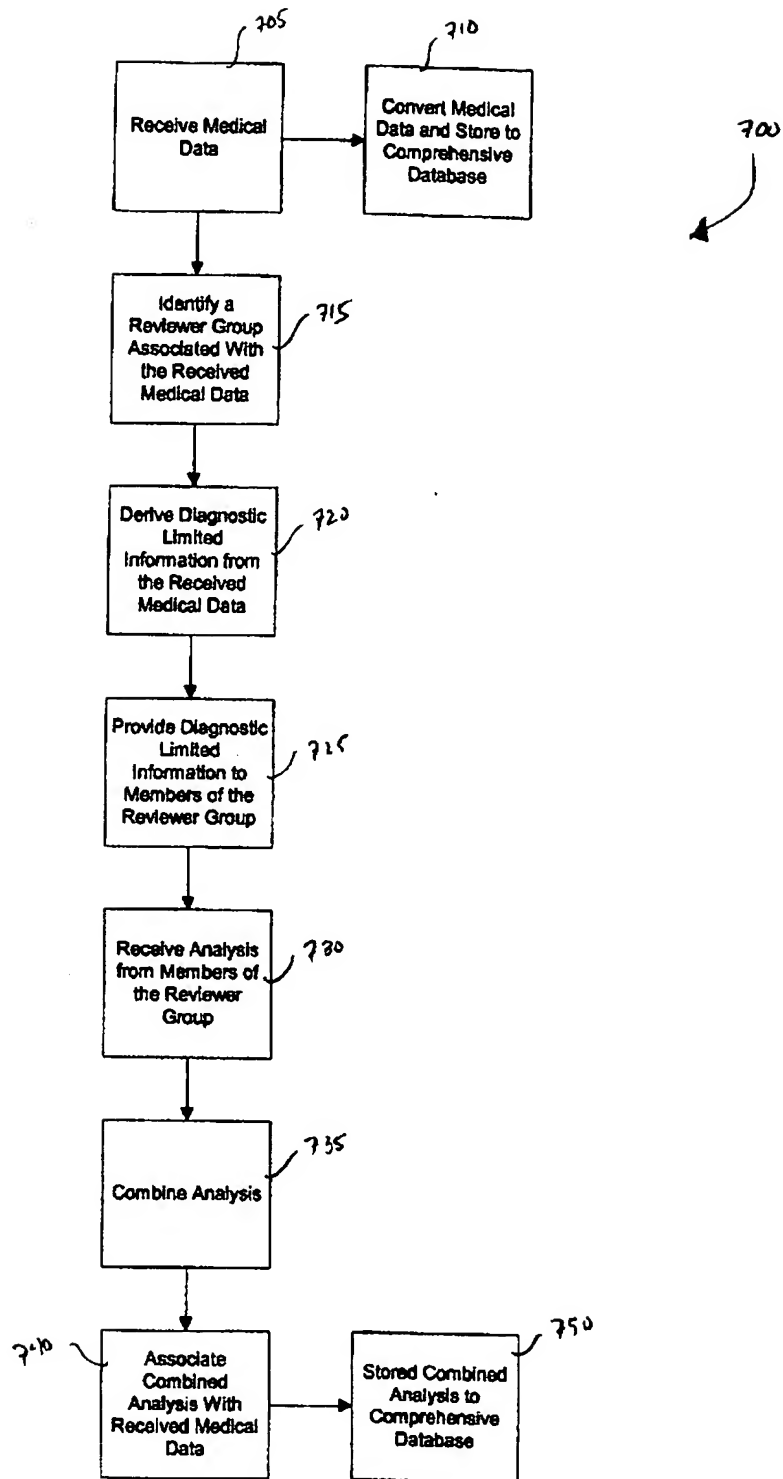 705
Receive Medical
Data
710
Convert Medical
Data and Store to
Comprehensive
Database
700
Identify a
Reviewer Group
Associated With
the Received
Medical Data
715
Derive Diagnostic
Limited
Information from
the Received
Medical Data
720
Provide Diagnostic
Limited
Information to
Members of the
Reviewer Group
725
Receive Analysis
from Members of
the Reviewer
Group
730
Combine Analysis
735
740
Associate
Combined
Analysis With
Received Medical
Data
750
Stored Combined
Analysis to
Comprehensive
Database